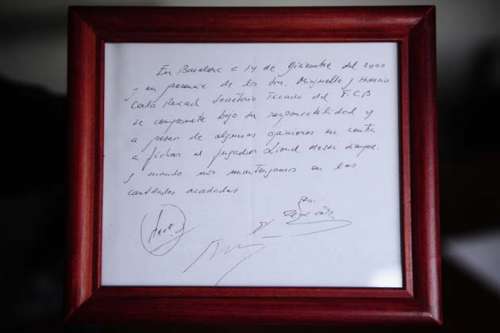 En Barcelona a 14 de Diciembre del 2000
y en presencia de los Srs. Minguella y Horacio
Carles Rexach Secretario Tecnico del F.C.B
se compromete bajo su responsabilidad y
a pesar de algunas opiniones en contra
a fichar al jugador Lionel Messi siempre
y cuando nos mantengamos en las
cantidades acordadas